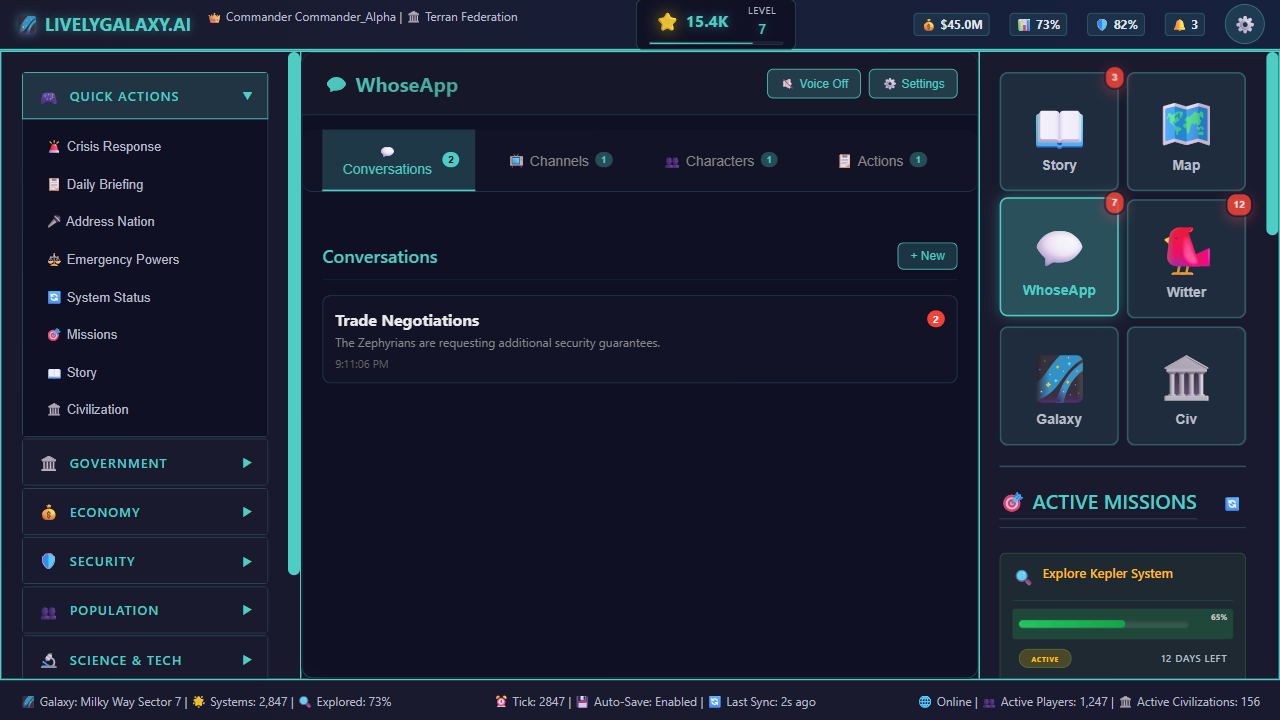 LIVELYGALAXY.AI
Commander Commander_Alpha | Terran Federation
15.4K
LEVEL
7
$45.0M
73%
82%
3
QUICK ACTIONS
Crisis Response
Daily Briefing
Address Nation
Emergency Powers
System Status
Missions
Story
Civilization
GOVERNMENT
ECONOMY
SECURITY
POPULATION
SCIENCE & TECH
WhoseApp
Voice Off
Settings
Conversations 2
Channels 1
Characters 1
Actions 1
Conversations
+ New
Trade Negotiations
2
The Zephyrians are requesting additional security guarantees.
9:11:06 PM
3
Story
Map
7
WhoseApp
12
Witter
Galaxy
Civ
ACTIVE MISSIONS
Explore Kepler System
65%
ACTIVE
12 DAYS LEFT
Galaxy: Milky Way Sector 7 | Systems: 2,847 | Explored: 73%
Tick: 2847 | Auto-Save: Enabled | Last Sync: 2s ago
Online | Active Players: 1,247 | Active Civilizations: 156